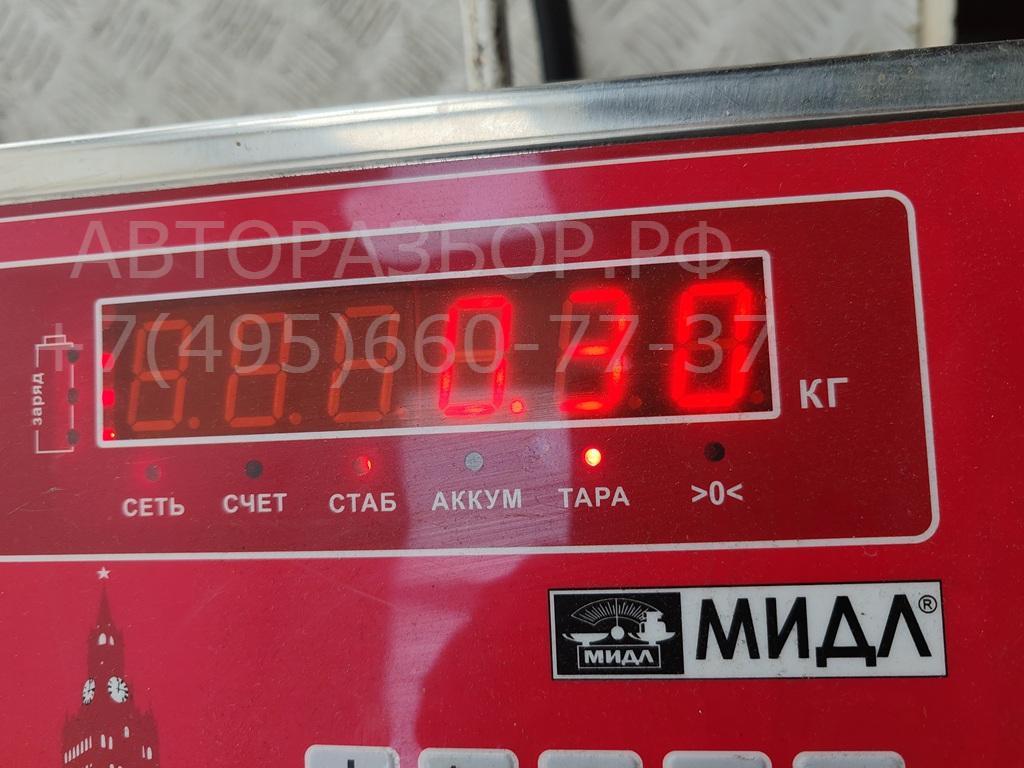 АВТОРАЗБОР.РФ
+7(495)660-77-37
заряд
0.30
КГ
СЕТЬ СЧЕТ СТАБ АККУМ ТАРА >0<
МИДЛ
МИДЛ®